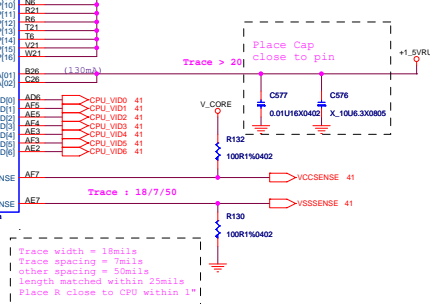 P[10] N6
P[11] R21
P[12] R6
P[13] T21
P[14] T6
P[15] V21
P[16] W21
A[01] B26
A[02] C26
(130mA)
Trace > 20
Place Cap
close to pin
+1_5VRU
C577
0.01U16X0402
C576
X_10U6.3X0805
D[0] AD6 CPU_VID0 41
D[1] AF5 CPU_VID1 41
D[2] AE5 CPU_VID2 41
D[3] AF4 CPU_VID3 41
D[4] AE3 CPU_VID4 41
D[5] AF3 CPU_VID5 41
D[6] AE2 CPU_VID6 41
V_CORE
R132
100R1%0402
NSE AF7
VCCSENSE 41
Trace : 18/7/50
NSE AE7
VSSSENSE 41
R130
100R1%0402
Trace width = 18mils
Trace spacing = 7mils
other spacing = 50mils
length matched within 25mils
Place R close to CPU within 1"